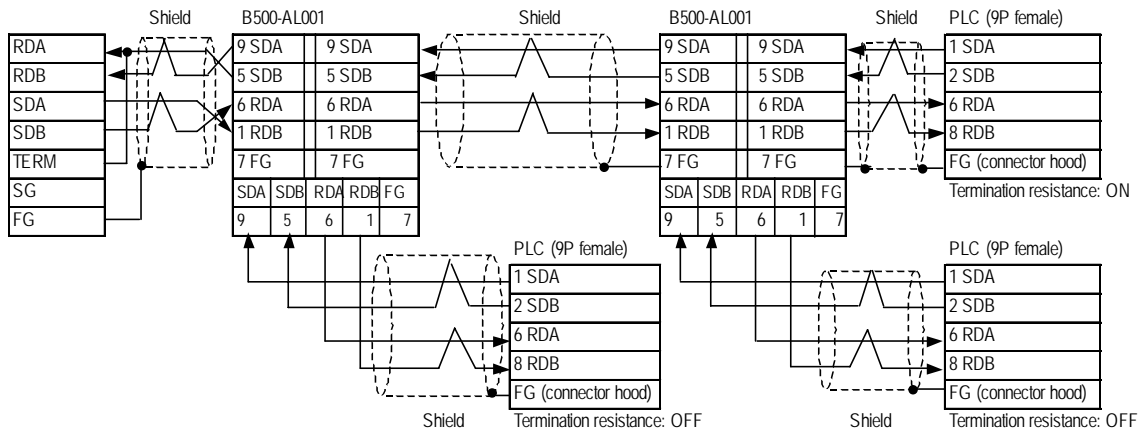 Shield B500-AL001 Shield B500-AL001 Shield PLC (9P female)
RDA 9 SDA 9 SDA 9 SDA 9 SDA 1 SDA
RDB 5 SDB 5 SDB 5 SDB 5 SDB 2 SDB
SDA 6 RDA 6 RDA 6 RDA 6 RDA 6 RDA
SDB 1 RDB 1 RDB 1 RDB 1 RDB 8 RDB
TERM 7 FG 7 FG 7 FG 7 FG FG (connector hood)
SG SDA SDB RDA RDB FG SDA SDB RDA RDB FG Termination resistance: ON
FG 9 5 6 1 7 9 5 6 1 7
PLC (9P female) PLC (9P female)
1 SDA 1 SDA
2 SDB 2 SDB
6 RDA 6 RDA
8 RDB 8 RDB
FG (connector hood) FG (connector hood)
Shield Termination resistance: OFF Shield Termination resistance: OFF